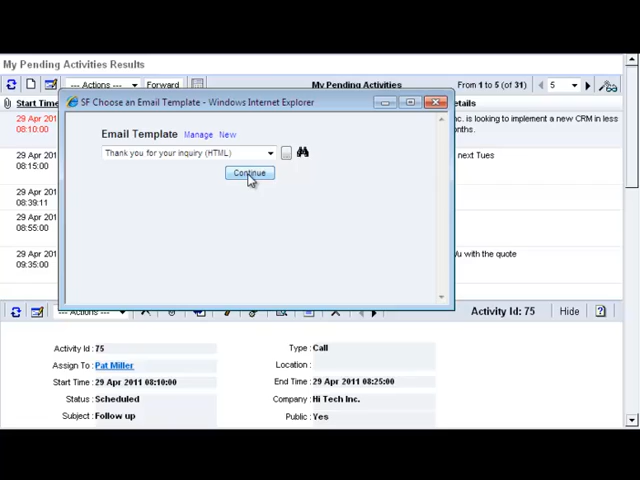 My Pending Activities Results
--- Actions --- Forward My Pending Activities From 1 to 5 (of 31) 5
Start Time Details
SF Choose an Email Template - Windows Internet Explorer
29 Apr 2011 08:10:00
nc. is looking to implement a new CRM in less
onths.
29 Apr 2011 08:15:00
next Tues
29 Apr 2011 08:39:11
29 Apr 2011 08:55:00
29 Apr 2011 09:35:00
Vu with the quote
Email Template Manage New
Thank you for your inquiry (HTML) ...
Continue
--- Actions --- Activity Id: 75 Hide
Activity Id : 75 Type : Call
Assign To : Pat Miller Location :
Start Time : 29 Apr 2011 08:10:00 End Time : 29 Apr 2011 08:25:00
Status : Scheduled Company : Hi Tech Inc.
Subject : Follow up Public : Yes